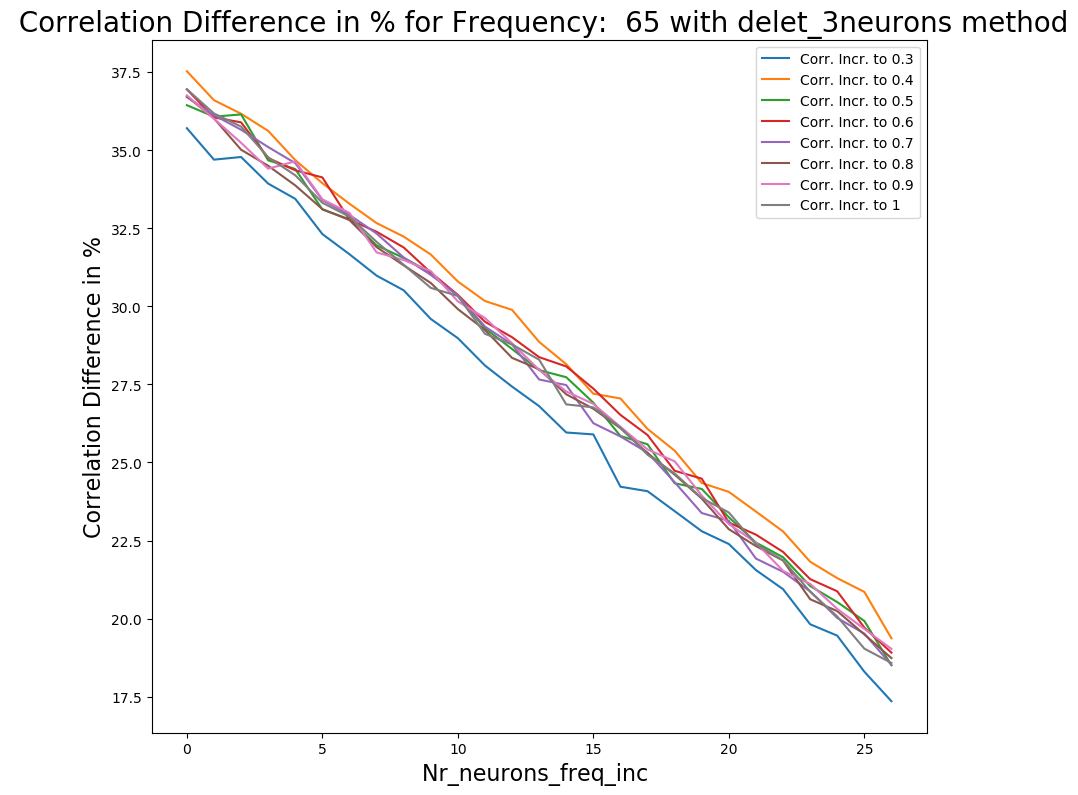 Correlation Difference in % for Frequency:  65 with delet_3neurons method
Corr. Incr. to 0.3
Corr. Incr. to 0.4
Corr. Incr. to 0.5
Corr. Incr. to 0.6
Corr. Incr. to 0.7
Corr. Incr. to 0.8
Corr. Incr. to 0.9
Corr. Incr. to 1
Correlation Difference in %
37.5
35.0
32.5
30.0
27.5
25.0
22.5
20.0
17.5
0 5 10 15 20 25
Nr_neurons_freq_inc